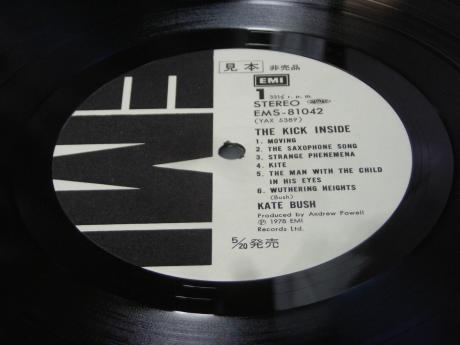 見本 非売品
EMI
1 33⅓ r. p. m.
STEREO
EMS-81042
(YAX 5389)
THE KICK INSIDE
1. MOVING
2. THE SAXOPHONE SONG
3. STRANGE PHENEMENA
4. KITE
5. THE MAN WITH THE CHILD
IN HIS EYES
6. WUTHERING HEIGHTS
(Bush)
KATE BUSH
Produced by Andrew Powell
Ⓟ 1978 EMI
Records Ltd.
5/20 発売
EMI